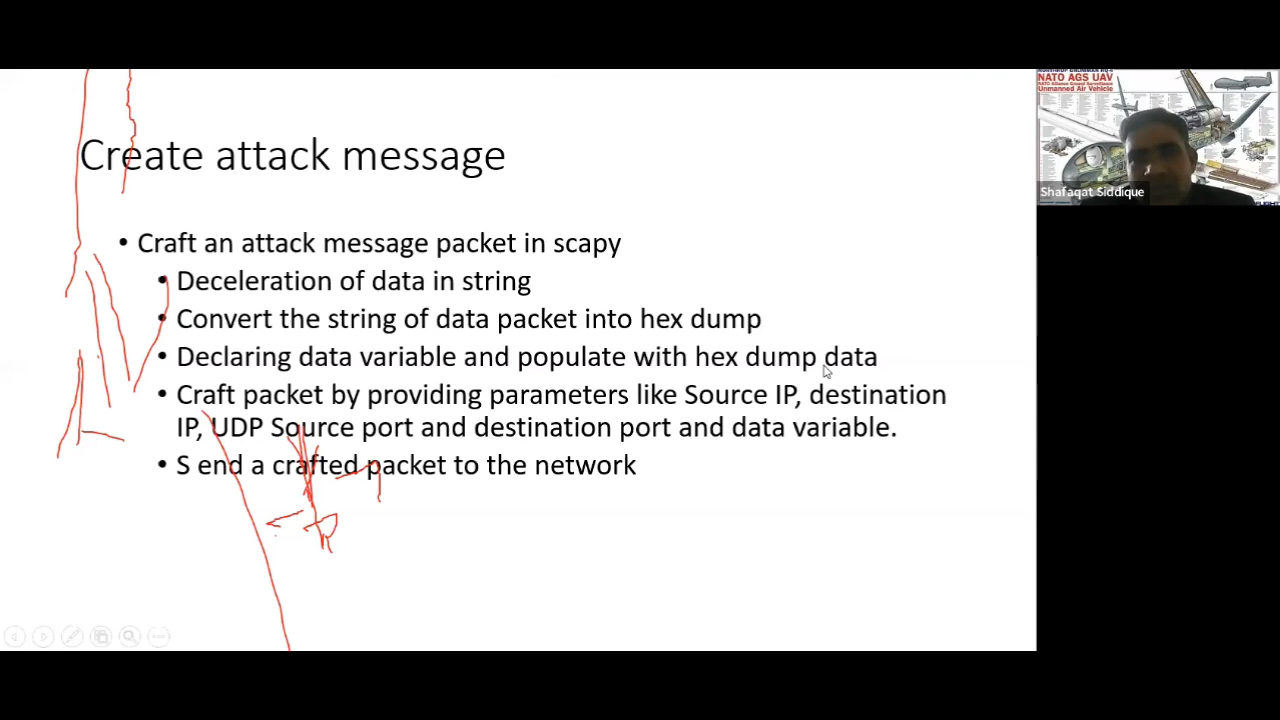 Create attack message
• Craft an attack message packet in scapy
• Deceleration of data in string
• Convert the string of data packet into hex dump
• Declaring data variable and populate with hex dump data
• Craft packet by providing parameters like Source IP, destination
IP, UDP Source port and destination port and data variable.
• S end a crafted packet to the network
NATO AGS UAV
Unmanned Air Vehicle
Shafaqat Siddique